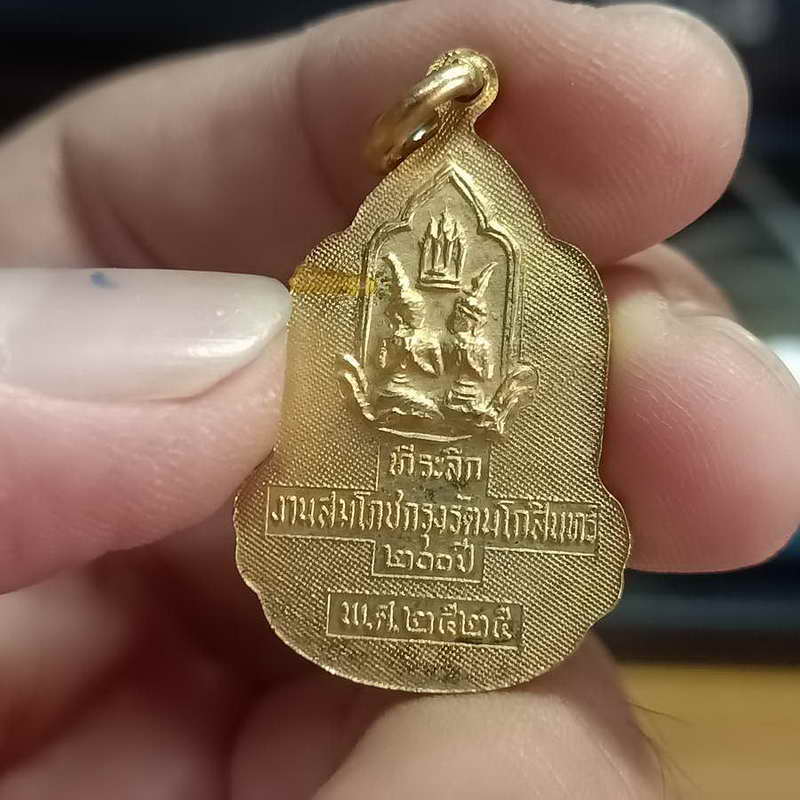 ที่ระลึก
งานสมโภชกรุงรัตนโกสินทร์
๒๐๐ปี
พ.ศ.๒๕๒๕